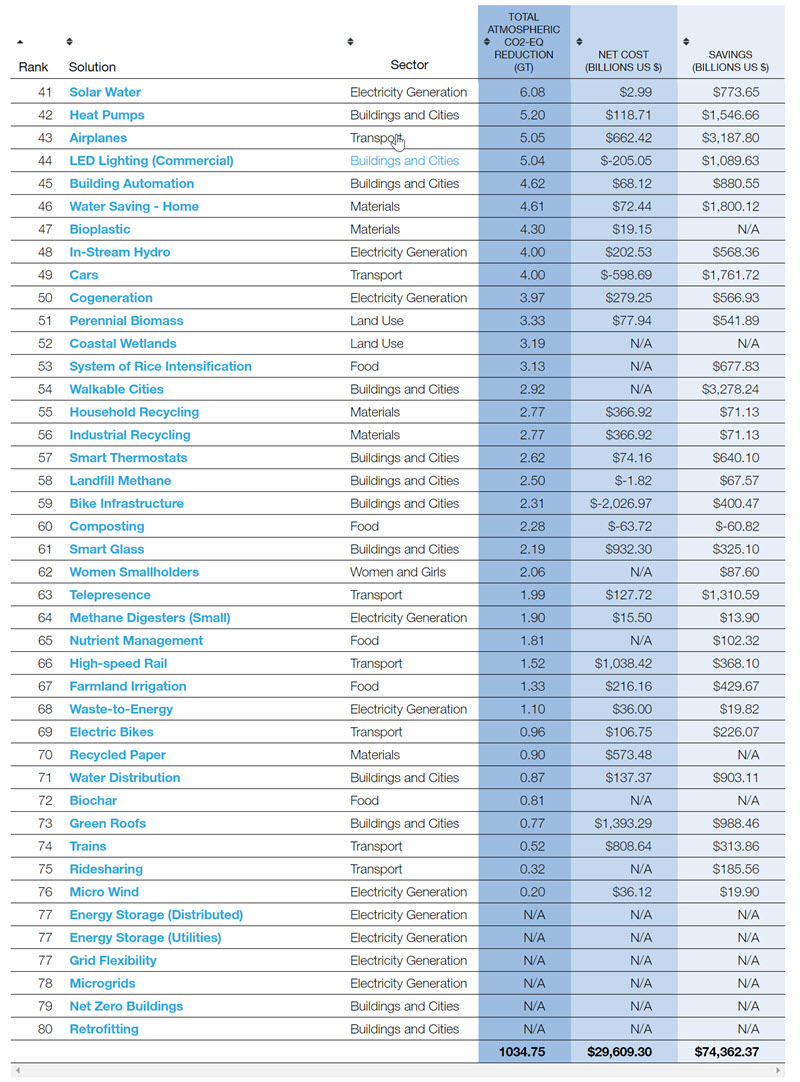 TOTAL
ATMOSPHERIC
CO2-EQ
REDUCTION
(GT)
NET COST
(BILLIONS US $)
SAVINGS
(BILLIONS US $)
Rank Solution Sector
41 Solar Water Electricity Generation 6.08 $2.99 $773.65
42 Heat Pumps Buildings and Cities 5.20 $118.71 $1,546.66
43 Airplanes Transport 5.05 $662.42 $3,187.80
44 LED Lighting (Commercial) Buildings and Cities 5.04 $-205.05 $1,089.63
45 Building Automation Buildings and Cities 4.62 $68.12 $880.55
46 Water Saving - Home Materials 4.61 $72.44 $1,800.12
47 Bioplastic Materials 4.30 $19.15 N/A
48 In-Stream Hydro Electricity Generation 4.00 $202.53 $568.36
49 Cars Transport 4.00 $-598.69 $1,761.72
50 Cogeneration Electricity Generation 3.97 $279.25 $566.93
51 Perennial Biomass Land Use 3.33 $77.94 $541.89
52 Coastal Wetlands Land Use 3.19 N/A N/A
53 System of Rice Intensification Food 3.13 N/A $677.83
54 Walkable Cities Buildings and Cities 2.92 N/A $3,278.24
55 Household Recycling Materials 2.77 $366.92 $71.13
56 Industrial Recycling Materials 2.77 $366.92 $71.13
57 Smart Thermostats Buildings and Cities 2.62 $74.16 $640.10
58 Landfill Methane Buildings and Cities 2.50 $-1.82 $67.57
59 Bike Infrastructure Buildings and Cities 2.31 $-2,026.97 $400.47
60 Composting Food 2.28 $-63.72 $-60.82
61 Smart Glass Buildings and Cities 2.19 $932.30 $325.10
62 Women Smallholders Women and Girls 2.06 N/A $87.60
63 Telepresence Transport 1.99 $127.72 $1,310.59
64 Methane Digesters (Small) Electricity Generation 1.90 $15.50 $13.90
65 Nutrient Management Food 1.81 N/A $102.32
66 High-speed Rail Transport 1.52 $1,038.42 $368.10
67 Farmland Irrigation Food 1.33 $216.16 $429.67
68 Waste-to-Energy Electricity Generation 1.10 $36.00 $19.82
69 Electric Bikes Transport 0.96 $106.75 $226.07
70 Recycled Paper Materials 0.90 $573.48 N/A
71 Water Distribution Buildings and Cities 0.87 $137.37 $903.11
72 Biochar Food 0.81 N/A N/A
73 Green Roofs Buildings and Cities 0.77 $1,393.29 $988.46
74 Trains Transport 0.52 $808.64 $313.86
75 Ridesharing Transport 0.32 N/A $185.56
76 Micro Wind Electricity Generation 0.20 $36.12 $19.90
77 Energy Storage (Distributed) Electricity Generation N/A N/A N/A
77 Energy Storage (Utilities) Electricity Generation N/A N/A N/A
77 Grid Flexibility Electricity Generation N/A N/A N/A
78 Microgrids Electricity Generation N/A N/A N/A
79 Net Zero Buildings Buildings and Cities N/A N/A N/A
80 Retrofitting Buildings and Cities N/A N/A N/A
1034.75 $29,609.30 $74,362.37